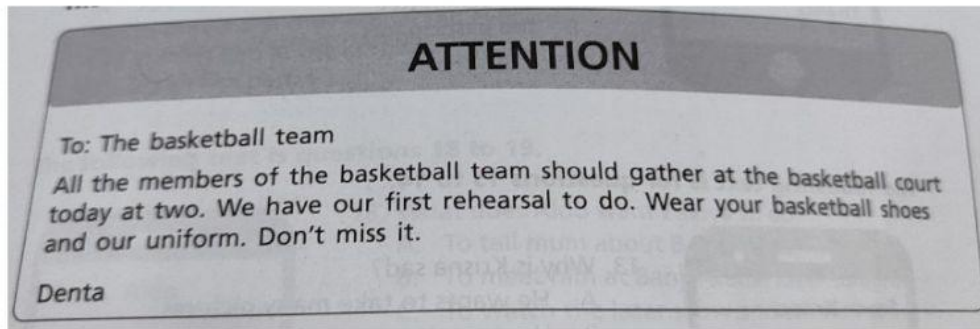 ATTENTION
To: The basketball team
All the members of the basketball team should gather at the basketball court
today at two. We have our first rehearsal to do. Wear your basketball shoes
and our uniform. Don't miss it.
Denta